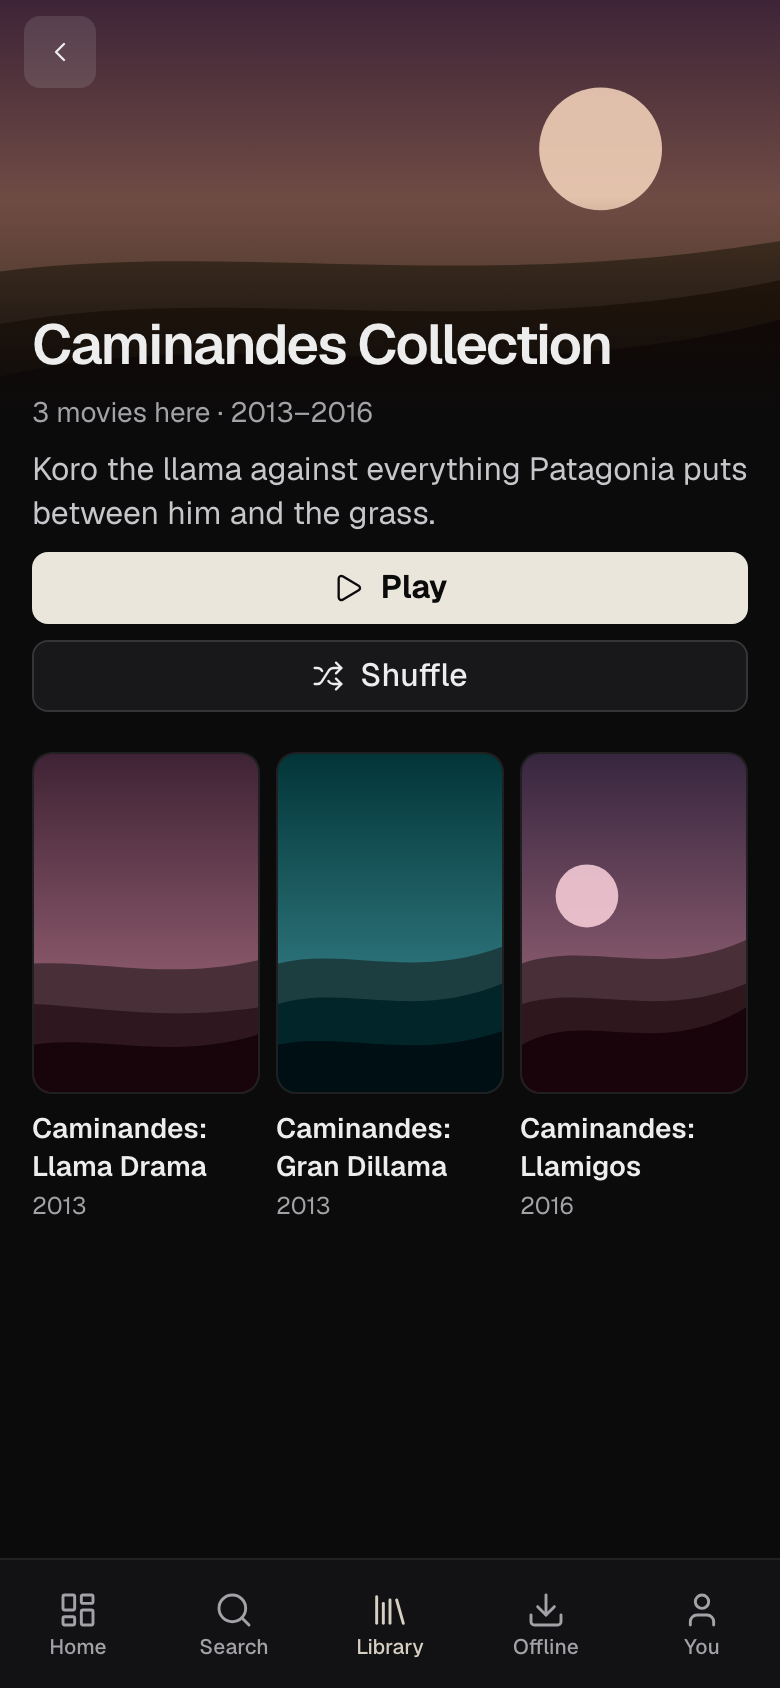 Caminandes Collection
3 movies here · 2013–2016
Koro the llama against everything Patagonia puts
between him and the grass.
Play
Shuffle
Caminandes:
Llama Drama
2013
Caminandes:
Gran Dillama
2013
Caminandes:
Llamigos
2016
Home
Search
Library
Offline
You